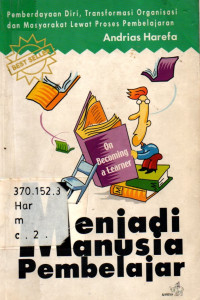 Pemberdayaan Diri, Transformasi Organisasi
dan Masyarakat Lewat Proses Pembelajaran
Andrias Harefa
BEST SELLER
On
Becoming
a Learner
370.152.3
Har
m
c. 2.
Menjadi
Manusia
Pembelajar